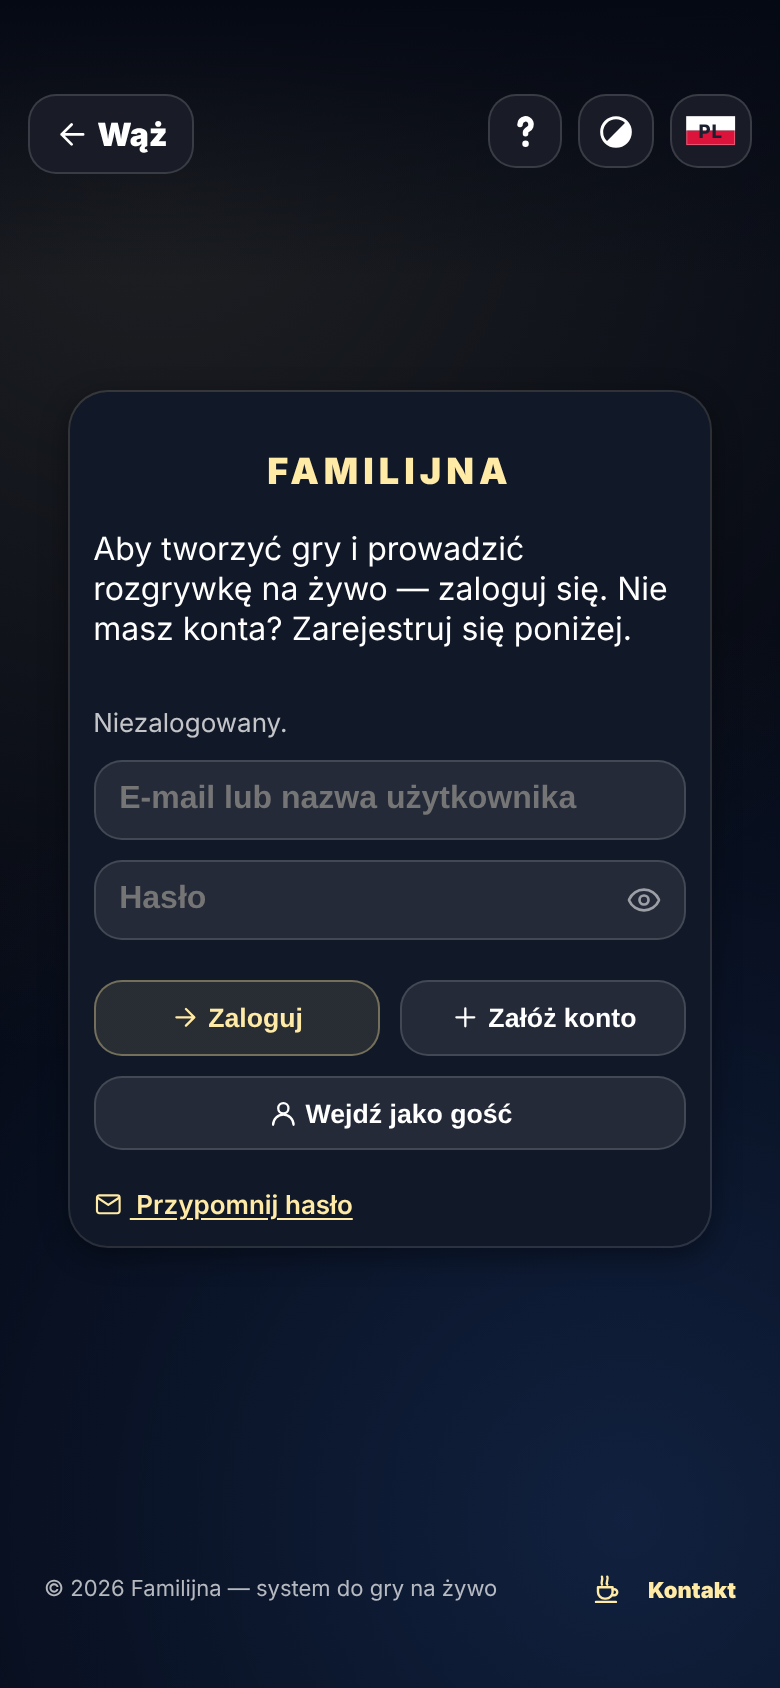 Wąż
?
PL
FAMILIJNA
Aby tworzyć gry i prowadzić
rozgrywkę na żywo — zaloguj się. Nie
masz konta? Zarejestruj się poniżej.
Niezalogowany.
E-mail lub nazwa użytkownika
Hasło
Zaloguj
Załóż konto
Wejdź jako gość
Przypomnij hasło
© 2026 Familijna — system do gry na żywo
Kontakt